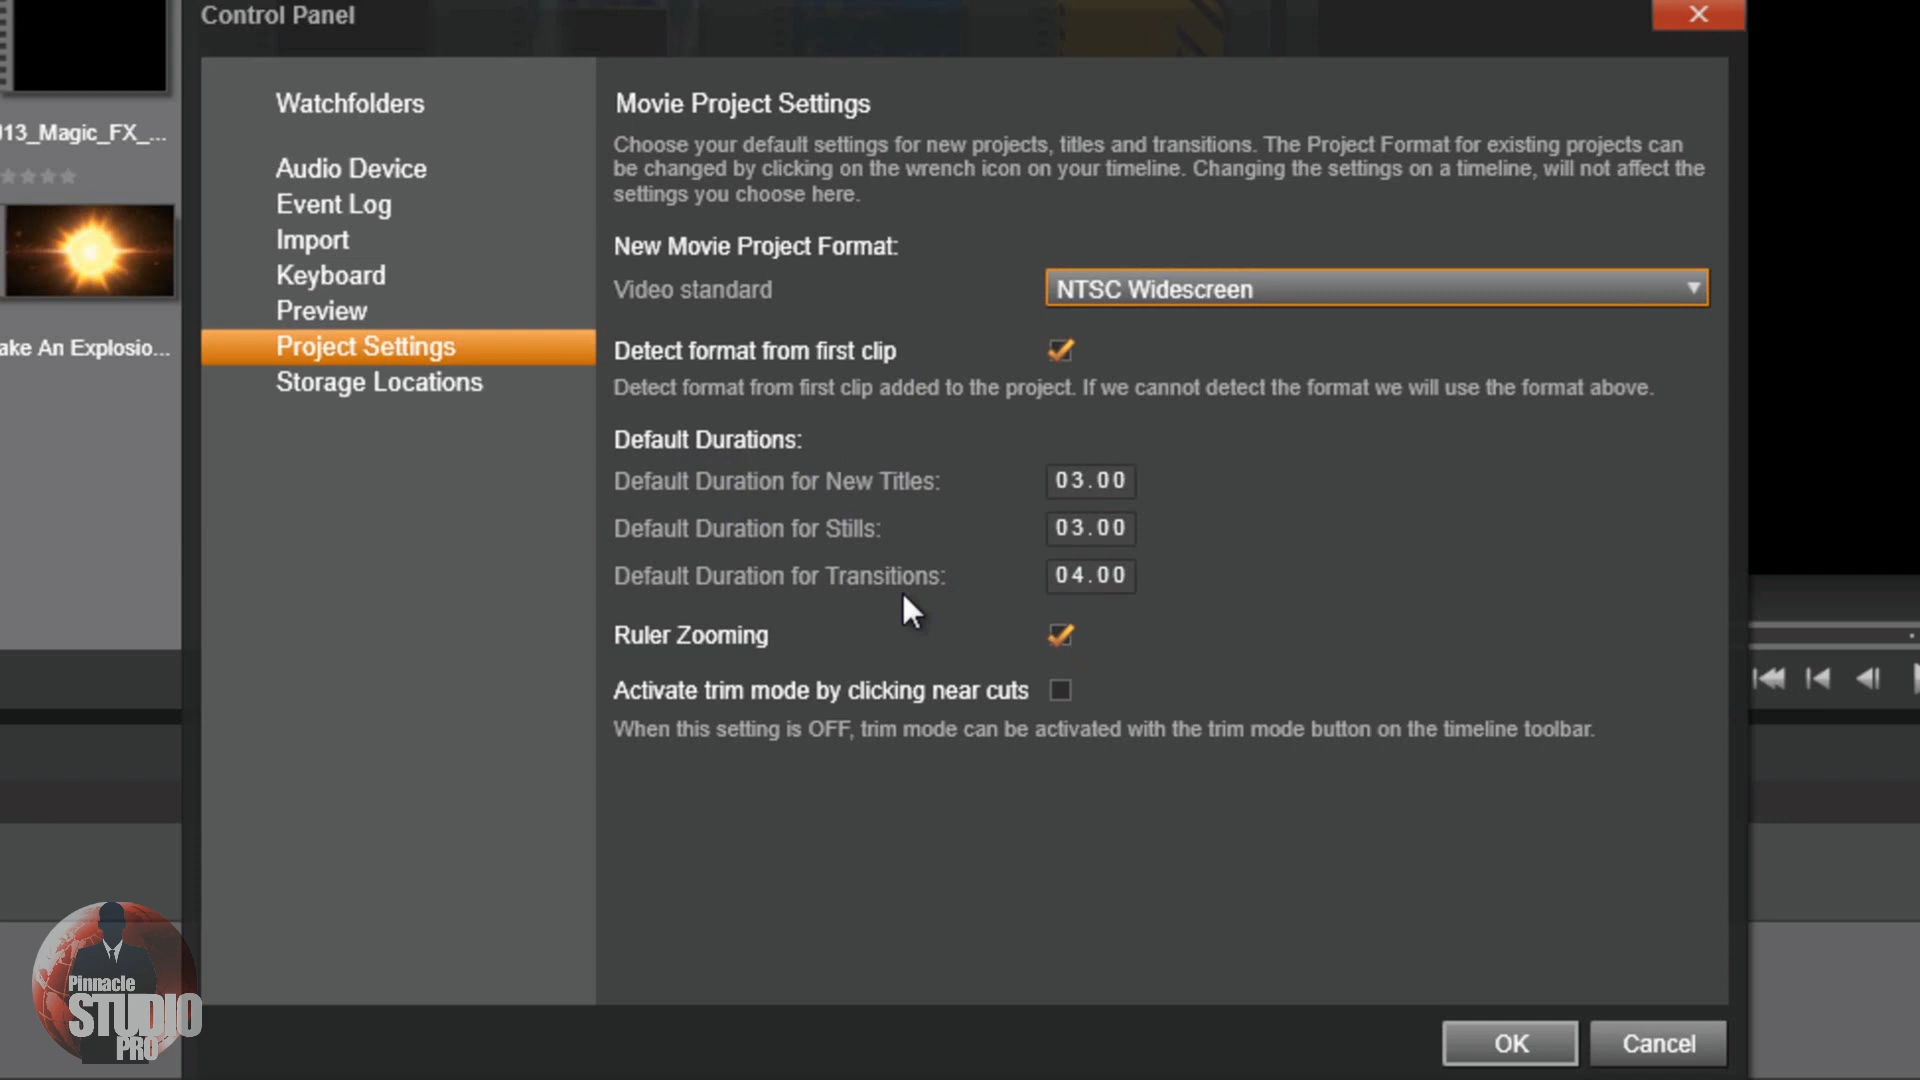 Control Panel
013_Magic_FX_...
ake An Explosio...
Watchfolders
Audio Device
Event Log
Import
Keyboard
Preview
Project Settings
Storage Locations
Movie Project Settings
Choose your default settings for new projects, titles and transitions. The Project Format for existing projects can
be changed by clicking on the wrench icon on your timeline. Changing the settings on a timeline, will not affect the
settings you choose here.
New Movie Project Format:
Video standard
NTSC Widescreen
Detect format from first clip
Detect format from first clip added to the project. If we cannot detect the format we will use the format above.
Default Durations:
Default Duration for New Titles:
03.00
Default Duration for Stills:
03.00
Default Duration for Transitions:
04.00
Ruler Zooming
Activate trim mode by clicking near cuts
When this setting is OFF, trim mode can be activated with the trim mode button on the timeline toolbar.
Pinnacle
STUDIO
PRO
OK
Cancel